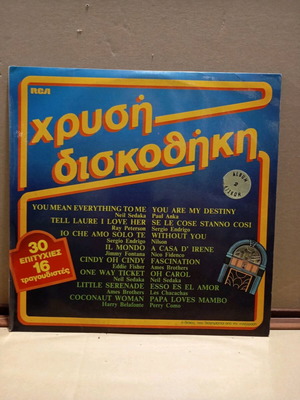 RCA
χρυσή
δισκοθήκη
YOU MEAN EVERYTHING TO ME
Neil Sedaka
TELL LAURE I LOVE HER
Ray Peterson
IO CHE AMO SOLO TE
Sergio Endrigo
IL MONDO
Jimmy Fontana
CINDY OH CINDY
Eddie Fisher
ONE WAY TICKET
Neil Sedaka
LITTLE SERENADE
Ames Brothers
COCONAUT WOMAN
Harry Belafonte
YOU ARE MY DESTINY
Paul Anka
SE LE COSE STANNO COSI
Sergio Endrigo
WITHOUT YOU
Nilson
A CASA D' IRENE
Nico Fidenco
FASCINATION
Ames Brothers
OH CAROL
Neil Sedaka
ESSO ES EL AMOR
Los Chacachas
PAPA LOVES MAMBO
Perry Como
30
ΕΠΙΤΥΧΙΕΣ
16
τραγουδιστές